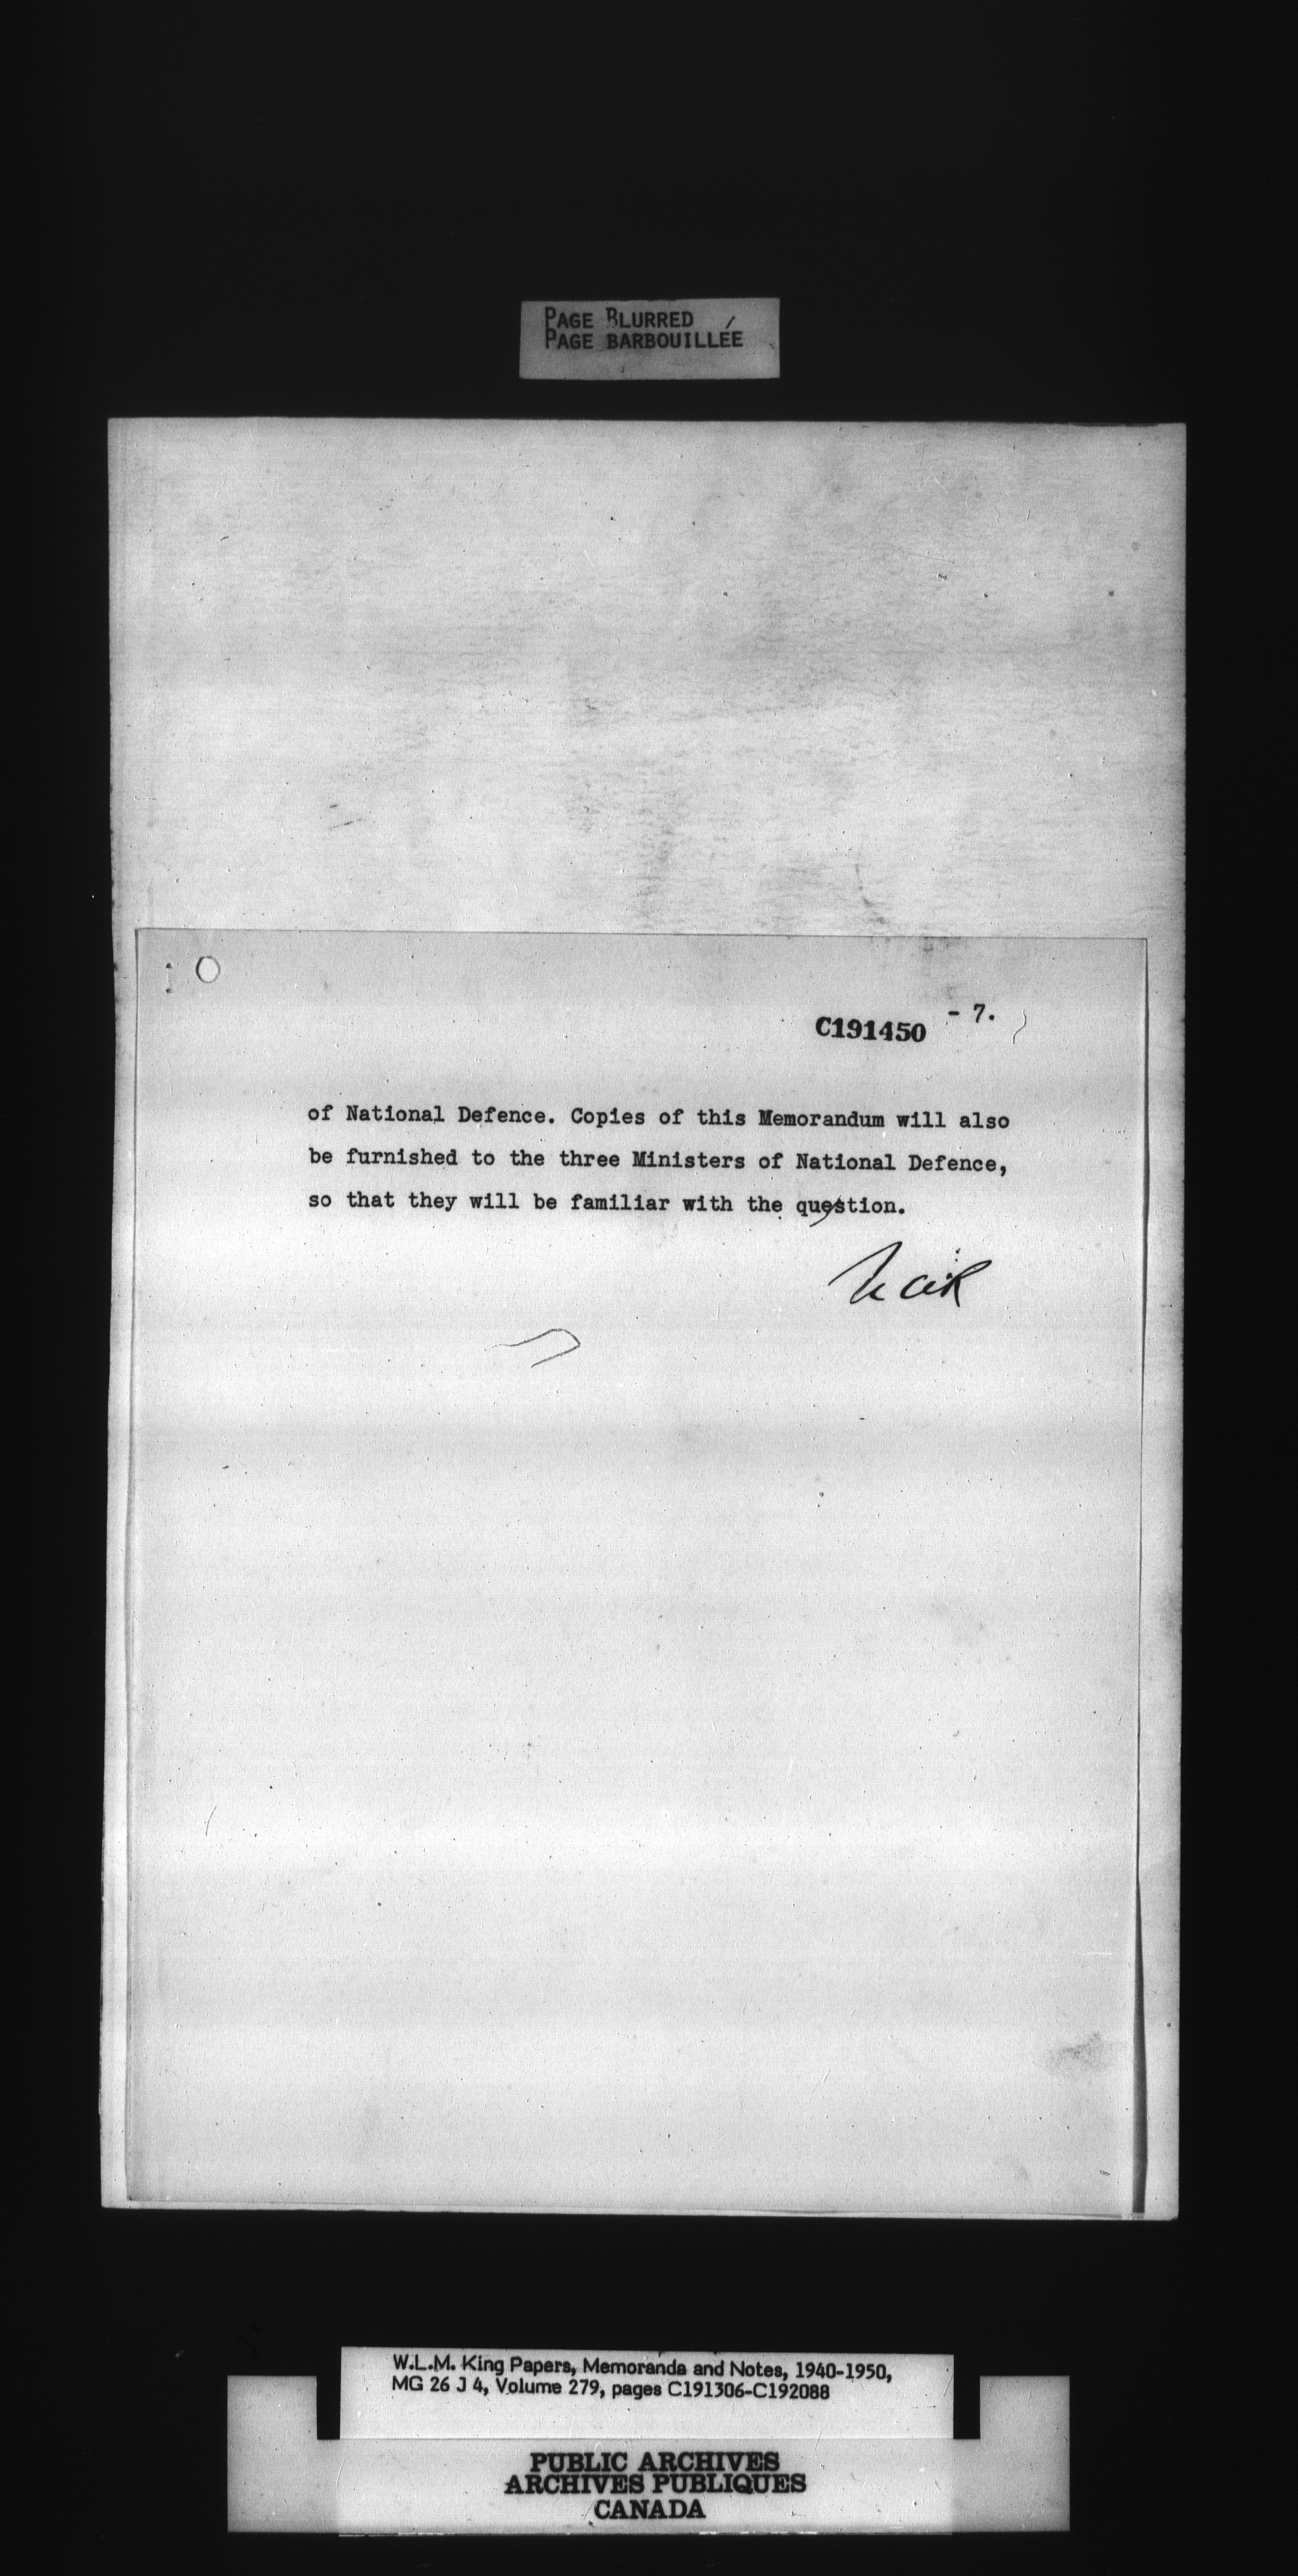 PAGE BLURRED
PAGE BARBOUILLÉE
C191450 - 7.
of National Defence. Copies of this Memorandum will also
be furnished to the three Ministers of National Defence,
so that they will be familiar with the question.
W.L.M. King Papers, Memoranda and Notes, 1940-1950,
MG 26 J 4, Volume 279, pages C191306-C192088
PUBLIC ARCHIVES
ARCHIVES PUBLIQUES
CANADA